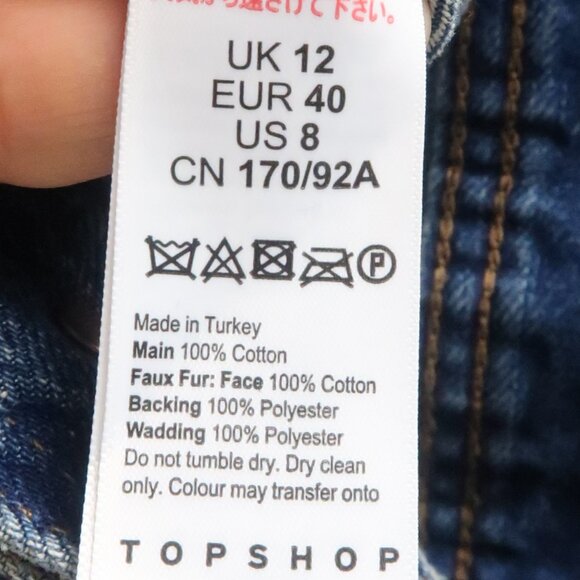 から遠ざけて下さい。
UK 12
EUR 40
US 8
CN 170/92A
P
Made in Turkey
Main 100% Cotton
Faux Fur: Face 100% Cotton
Backing 100% Polyester
Wadding 100% Polyester
Do not tumble dry. Dry clean
only. Colour may transfer onto
TOPSHOP